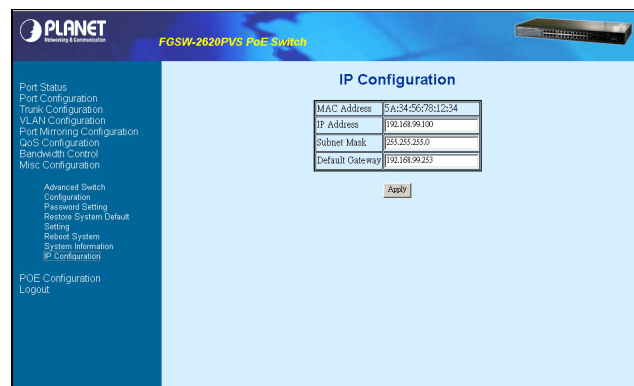 PLANET
Networking & Communication
FGSW-2620PVS PoE Switch
Port Status
Port Configuration
Trunk Configuration
VLAN Configuration
Port Mirroring Configuration
QoS Configuration
Bandwidth Control
Misc Configuration
Advanced Switch
Configuration
Password Setting
Restore System Default
Setting
Reboot System
System Information
IP Configuration
POE Configuration
Logout
IP Configuration
MAC Address 5A:34:56:78:12:34
IP Address 192.168.99.100
Subnet Mask 255.255.255.0
Default Gateway 192.168.99.253
Apply